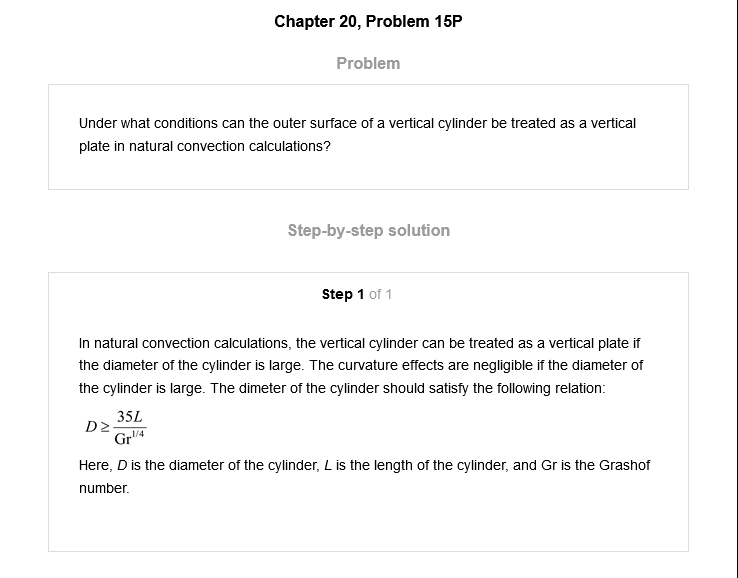 Chapter 20, Problem 15P
Problem
Under what conditions can the outer surface of a vertical cylinder be treated as a vertical
plate in natural convection calculations?
Step-by-step solution
Step 1 of 1
In natural convection calculations, the vertical cylinder can be treated as a vertical plate if
the diameter of the cylinder is large. The curvature effects are negligible if the diameter of
the cylinder is large. The dimeter of the cylinder should satisfy the following relation:
D ≥ 35L / Gr^1/4
Here, D is the diameter of the cylinder, L is the length of the cylinder, and Gr is the Grashof
number.